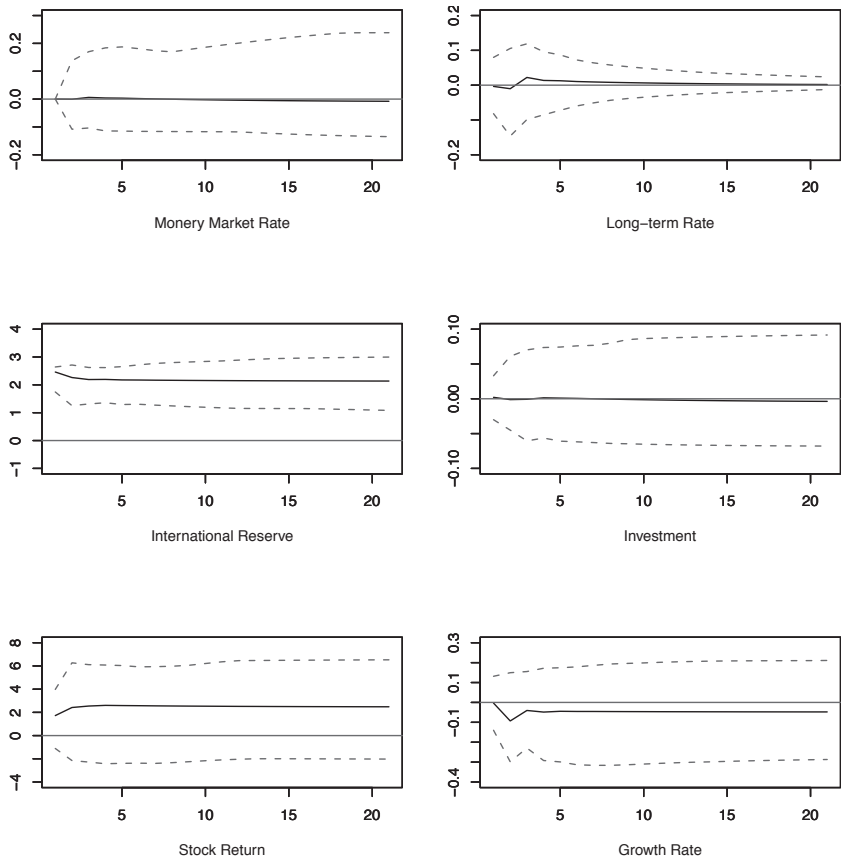 0.2
0.0
−0.2
5 10 15 20
Monery Market Rate
0.2
0.1
0.0
−0.2
5 10 15 20
Long−term Rate
4
3
2
1
0
−1
5 10 15 20
International Reserve
0.10
0.00
−0.10
5 10 15 20
Investment
8
6
4
2
0
−4
5 10 15 20
Stock Return
0.3
0.1
−0.1
−0.4
5 10 15 20
Growth Rate